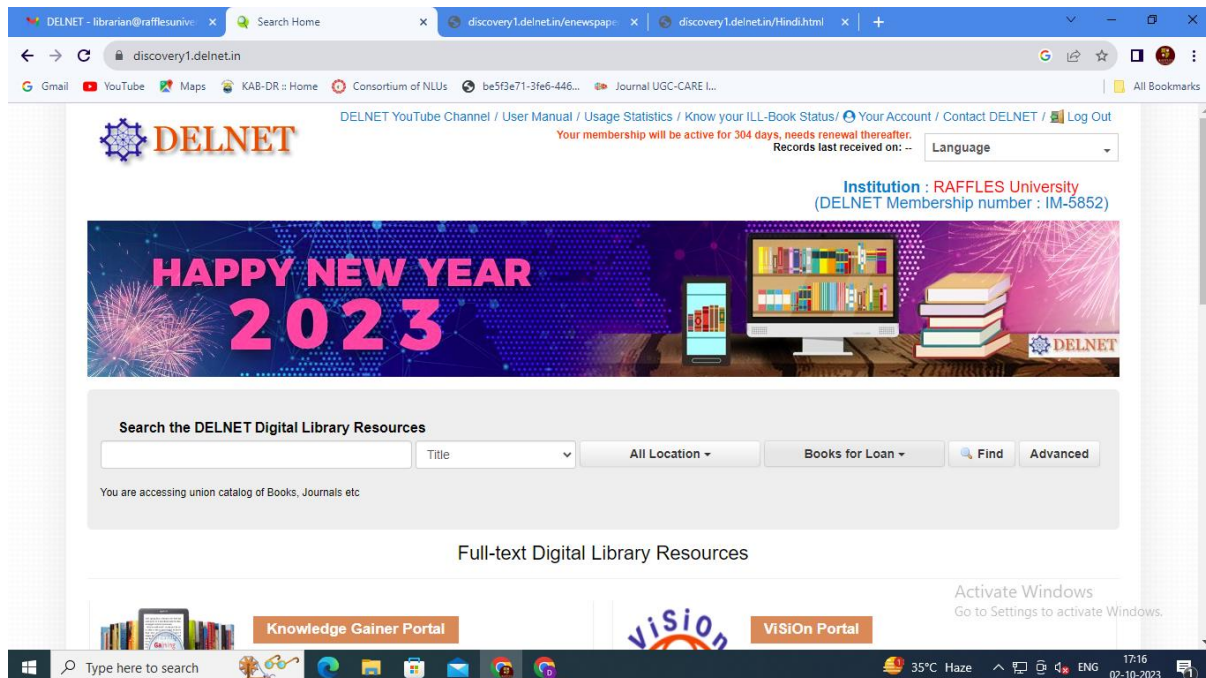 DELNET - librarian@rafflesunive
Search Home
discovery1.delnet.in/enewspape
discovery1.delnet.in/Hindi.html
discovery1.delnet.in
Gmail YouTube Maps KAB-DR :: Home Consortium of NLUs be5f3e71-3fe6-446... Journal UGC-CARE I... All Bookmarks
DELNET YouTube Channel / User Manual / Usage Statistics / Know your ILL-Book Status/ Your Account / Contact DELNET / Log Out
DELNET
Your membership will be active for 304 days, needs renewal thereafter.
Records last received on: --
Language
Institution : RAFFLES University
(DELNET Membership number : IM-5852)
HAPPY NEW YEAR
2023
DELNET
Search the DELNET Digital Library Resources
Title All Location Books for Loan Find Advanced
You are accessing union catalog of Books, Journals etc
Full-text Digital Library Resources
Knowledge Gainer Portal
ViSiOn
ViSiOn Portal
Activate Windows
Go to Settings to activate Windows.
Type here to search
35°C Haze ENG
17:16
02-10-2023